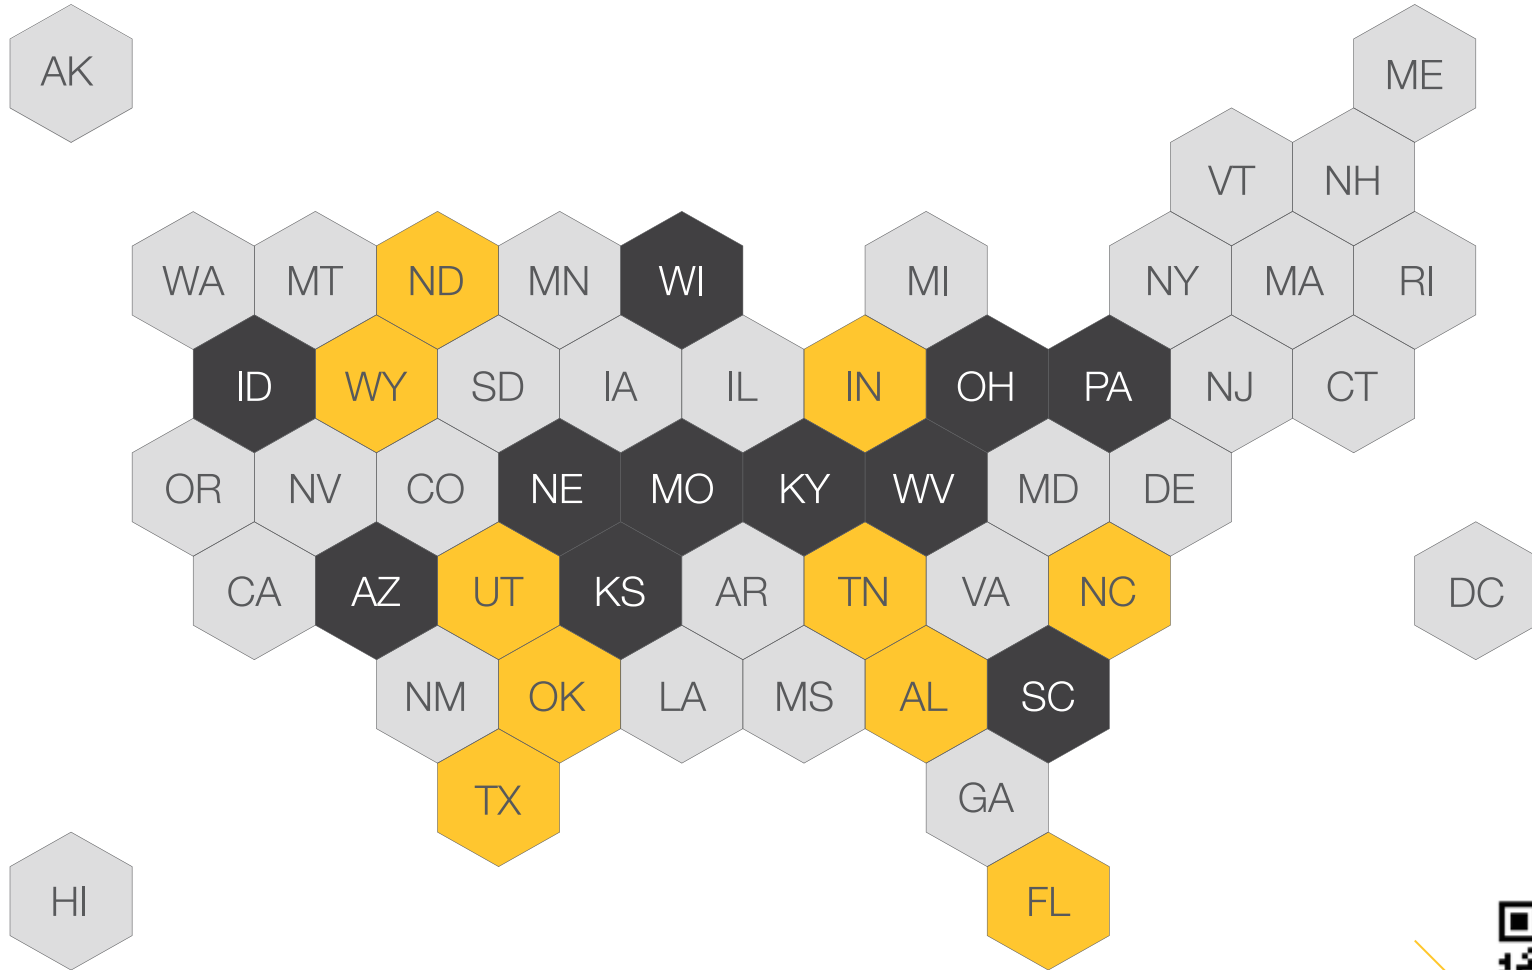 AK
ME
VT NH
WA MT ND MN WI MI NY MA RI
ID WY SD IA IL IN OH PA NJ CT
OR NV CO NE MO KY WV MD DE
CA AZ UT KS AR TN VA NC DC
NM OK LA MS AL SC
TX GA
HI FL